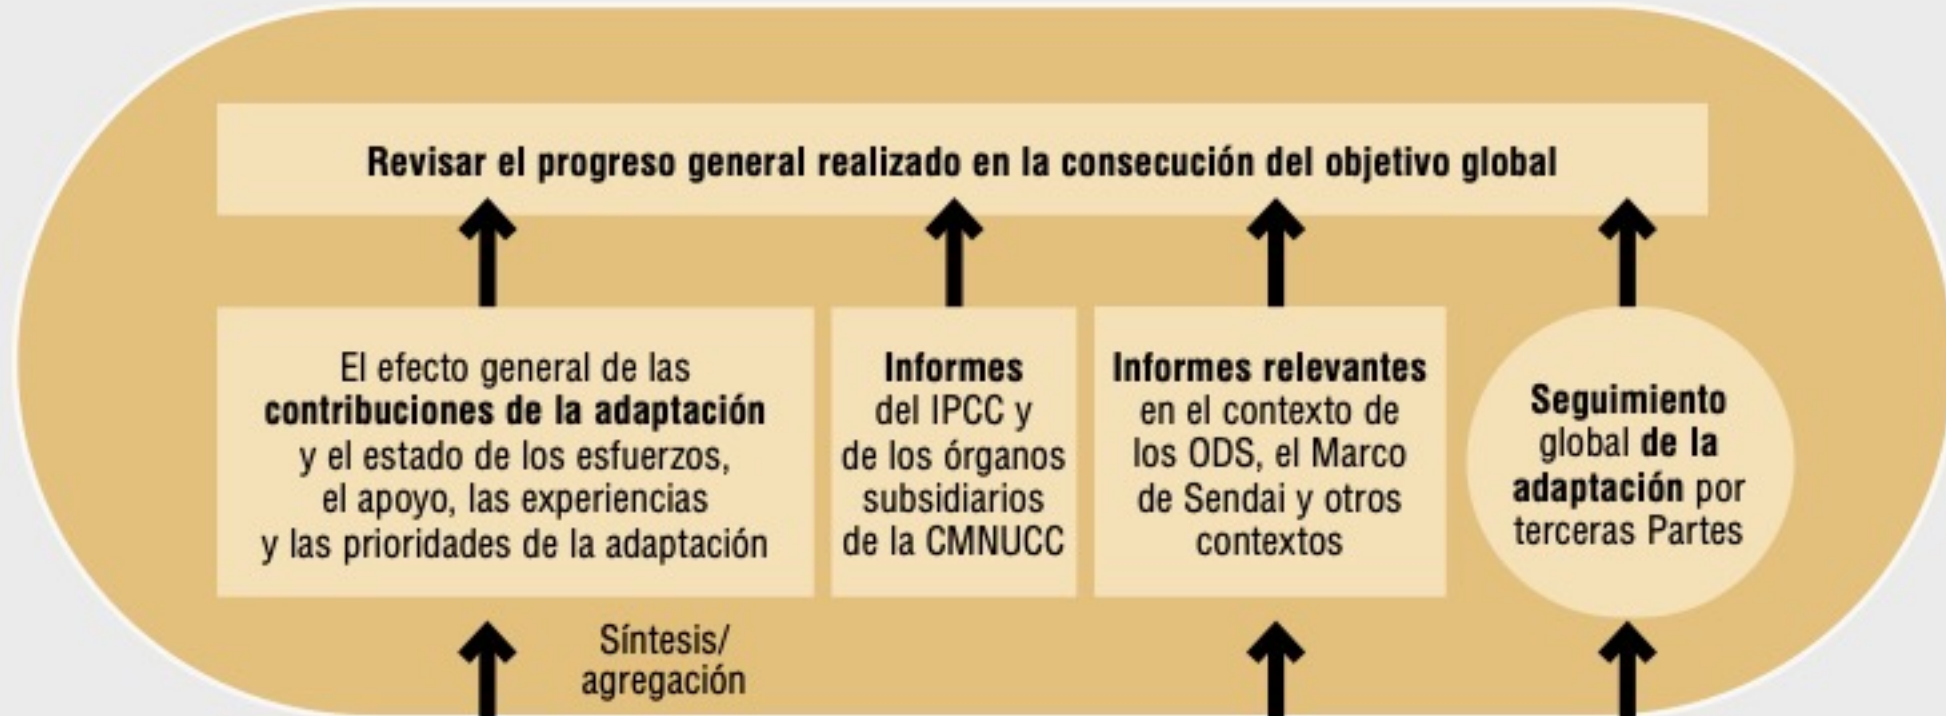 Revisar el progreso general realizado en la consecución del objetivo global
El efecto general de las
contribuciones de la adaptación
y el estado de los esfuerzos,
el apoyo, las experiencias
y las prioridades de la adaptación
Informes
del IPCC y
de los órganos
subsidiarios
de la CMNUCC
Informes relevantes
en el contexto de
los ODS, el Marco
de Sendai y otros
contextos
Seguimiento
global de la
adaptación por
terceras Partes
Síntesis/
agregación